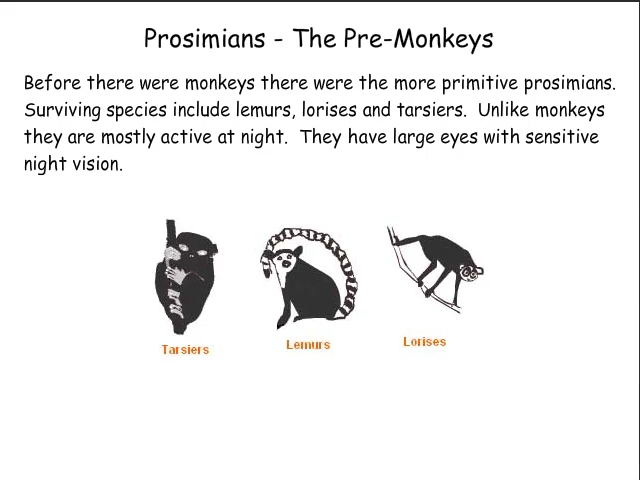 Prosimians - The Pre-Monkeys
Before there were monkeys there were the more primitive prosimians.
Surviving species include lemurs, lorises and tarsiers.  Unlike monkeys
they are mostly active at night.  They have large eyes with sensitive
night vision.
Tarsiers
Lemurs
Lorises